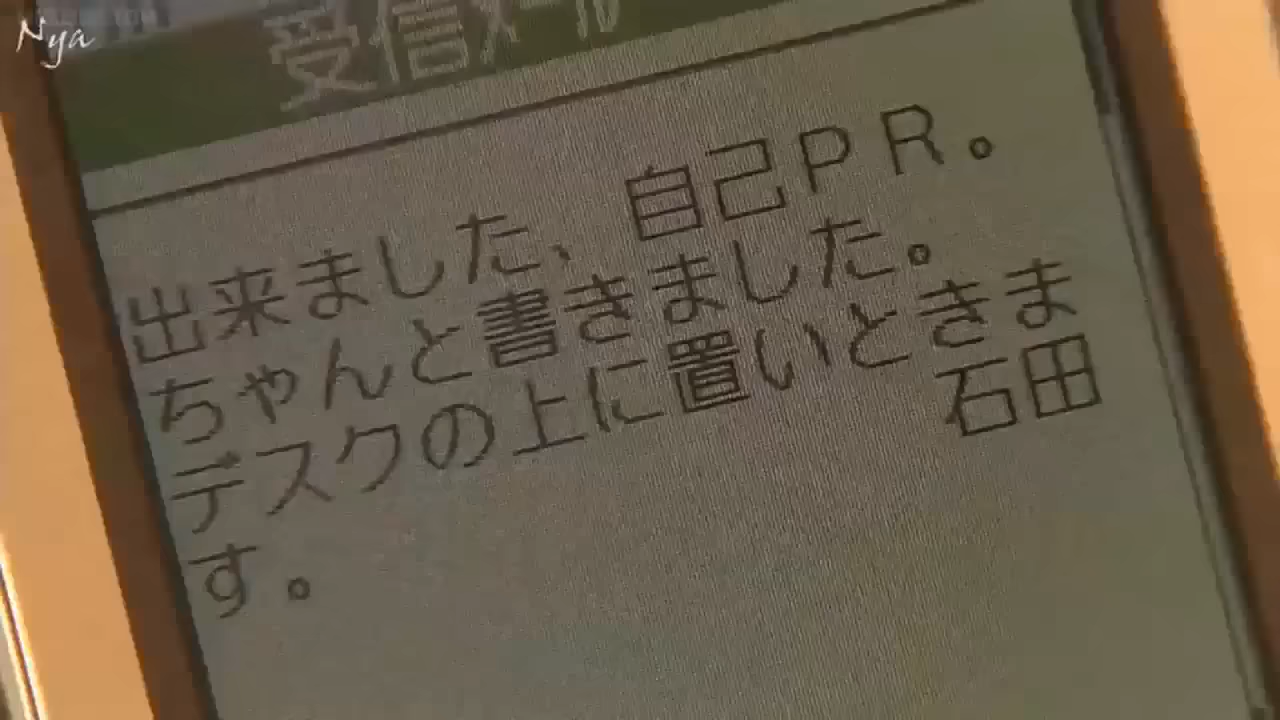 Nya
受信ﾒｰﾙ
出来ました、自己ＰＲ。
ちゃんと書きました。
デスクの上に置いときま
す。
石田